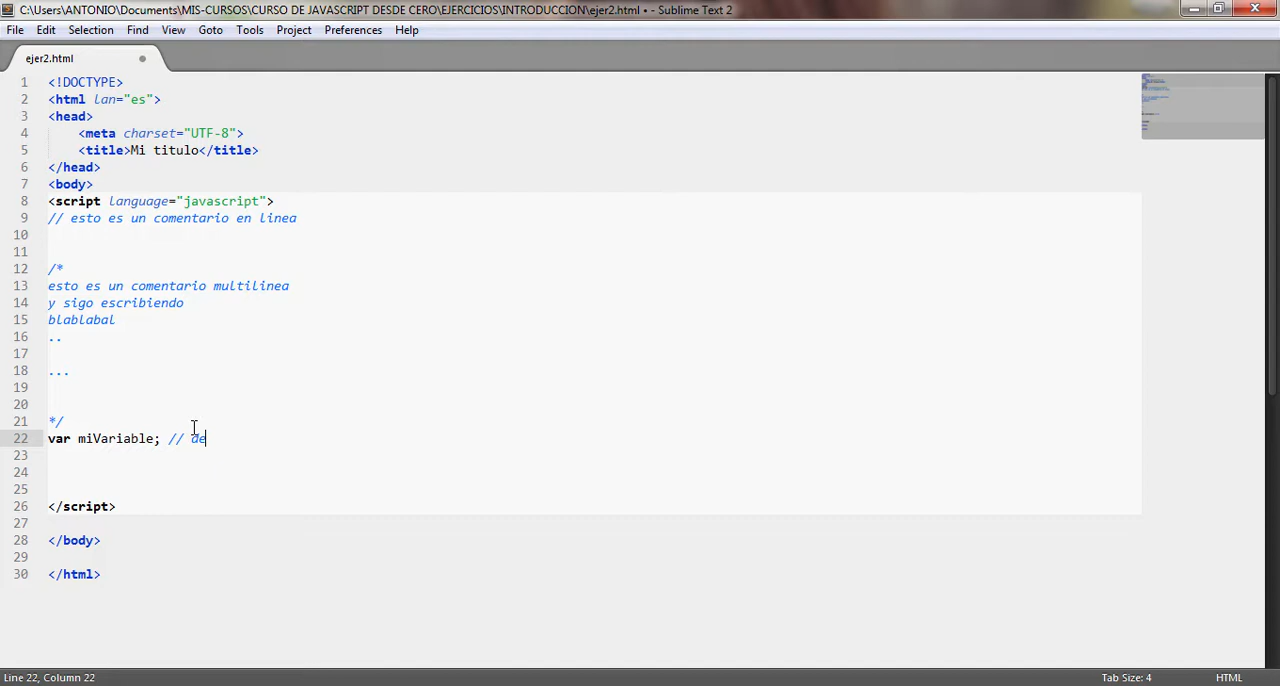 C:\Users\ANTONIO\Documents\MIS-CURSOS\CURSO DE JAVASCRIPT DESDE CERO\EJERCICIOS\INTRODUCCION\ejer2.html • - Sublime Text 2
File Edit Selection Find View Goto Tools Project Preferences Help
ejer2.html
1 <!DOCTYPE>
2 <html lan="es">
3 <head>
4 <meta charset="UTF-8">
5 <title>Mi titulo</title>
6 </head>
7 <body>
8 <script language="javascript">
9 // esto es un comentario en linea
10
11
12 /*
13 esto es un comentario multilinea
14 y sigo escribiendo
15 blablabal
16 ..
17
18 ...
19
20
21 */
22 var miVariable; // de
23
24
25
26 </script>
27
28 </body>
29
30 </html>
Line 22, Column 22 Tab Size: 4 HTML